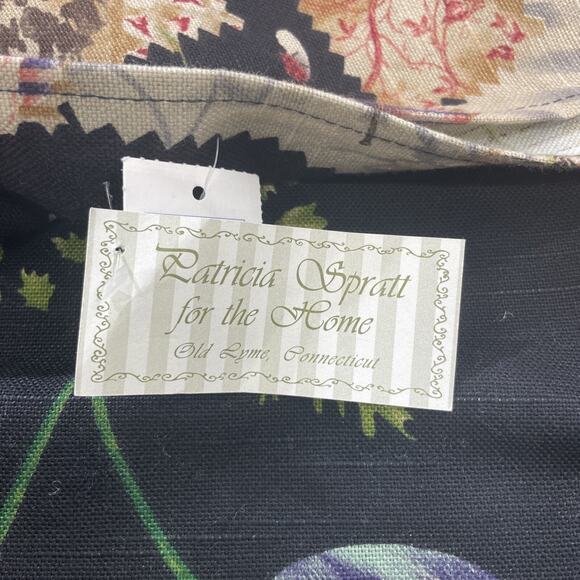 Patricia Spratt
for the Home
Old Lyme, Connecticut